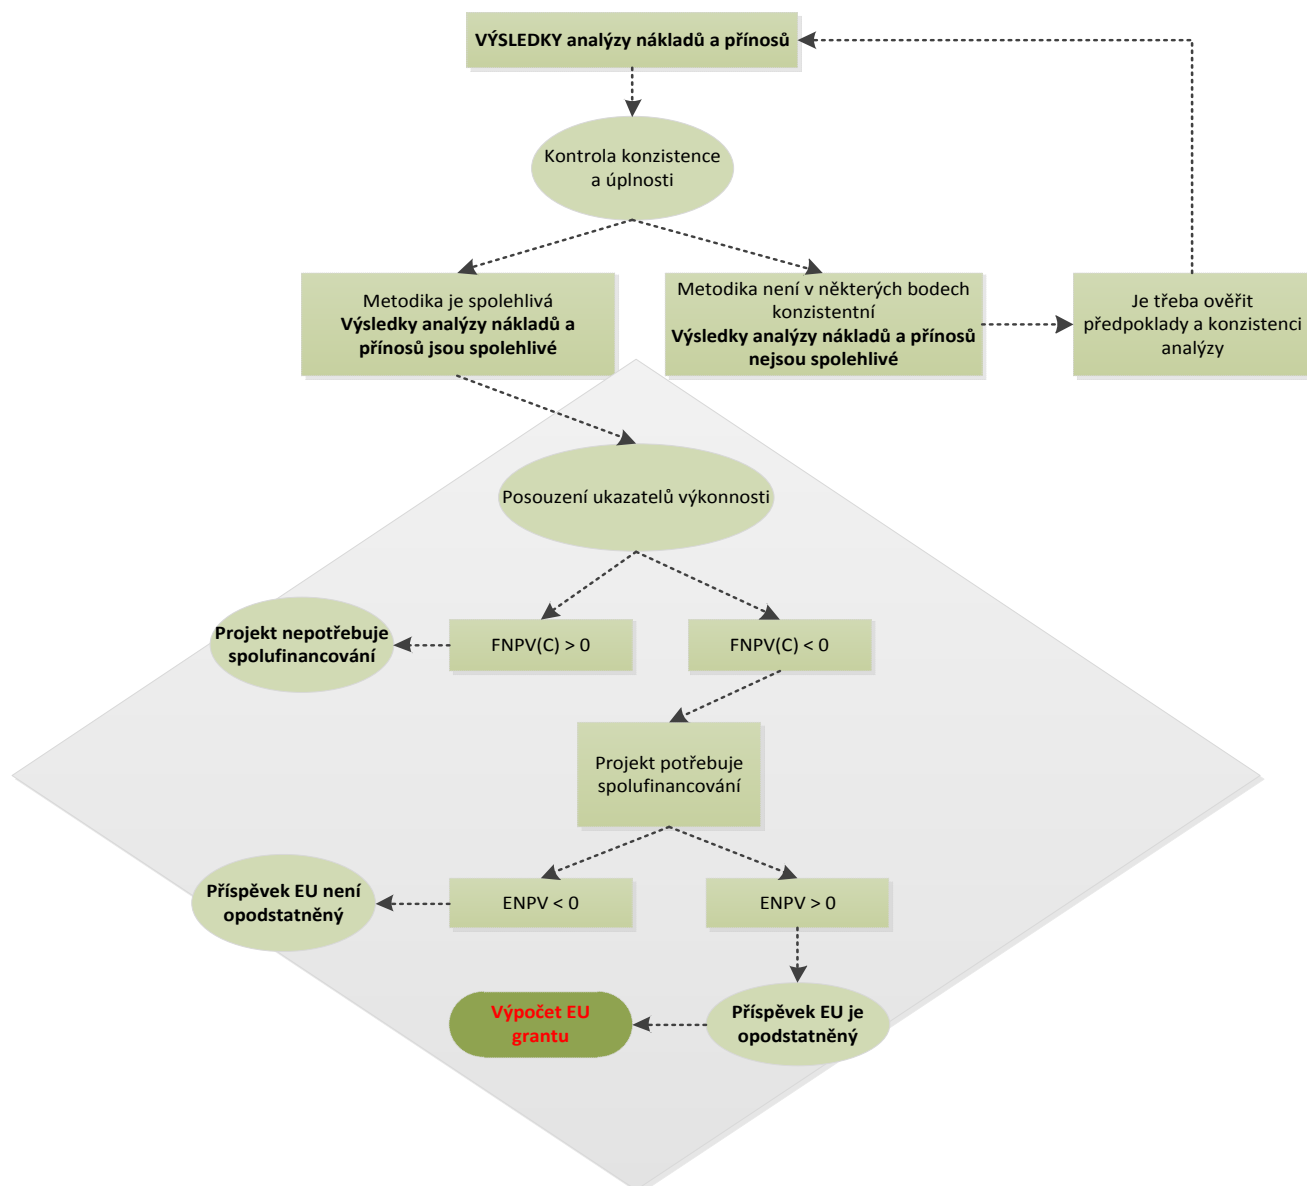 VÝSLEDKY analýzy nákladů a přínosů
Kontrola konzistence
a úplnosti
Metodika je spolehlivá
Výsledky analýzy nákladů a
přínosů jsou spolehlivé
Metodika není v některých bodech
konzistentní
Výsledky analýzy nákladů a přínosů
nejsou spolehlivé
Je třeba ověřit
předpoklady a konzistenci
analýzy
Posouzení ukazatelů výkonnosti
Projekt nepotřebuje
spolufinancování
FNPV(C) > 0
FNPV(C) < 0
Projekt potřebuje
spolufinancování
Příspěvek EU není
opodstatněný
ENPV < 0
ENPV > 0
Výpočet EU
grantu
Příspěvek EU je
opodstatněný